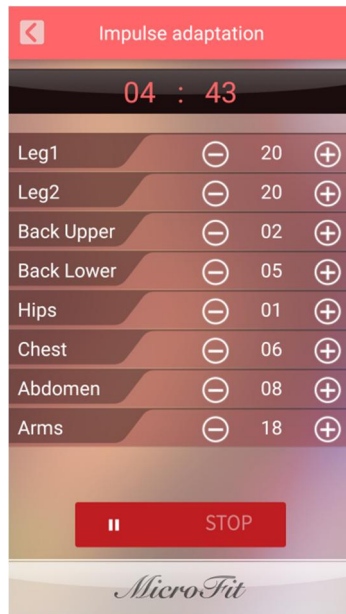 Impulse adaptation
04 : 43
Leg1 20
Leg2 20
Back Upper 02
Back Lower 05
Hips 01
Chest 06
Abdomen 08
Arms 18
STOP
MicroFit